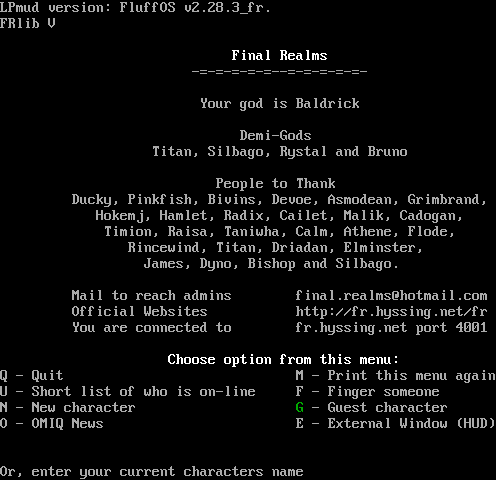 LPmud version: FluffOS v2.28.3_fr.
FRlib V
Final Realms
-=-=-=-=-=-=-=-=-=-=-
Your god is Baldrick
Demi-Gods
Titan, Silbago, Rystal and Bruno
People to Thank
Ducky, Pinkfish, Bivins, Devoe, Asmodean, Grimbrand,
Hokemj, Hamlet, Radix, Cailet, Malik, Cadogan,
Timion, Raisa, Taniwha, Calm, Athene, Flode,
Rincewind, Titan, Driadan, Elminster,
James, Dyno, Bishop and Silbago.
Mail to reach admins final.realms@hotmail.com
Official Websites http://fr.hyssing.net/fr
You are connected to fr.hyssing.net port 4001
Choose option from this menu:
Q - Quit M - Print this menu again
U - Short list of who is on-line F - Finger someone
N - New character G - Guest character
O - OMIQ News E - External Window (HUD)
Or, enter your current characters name